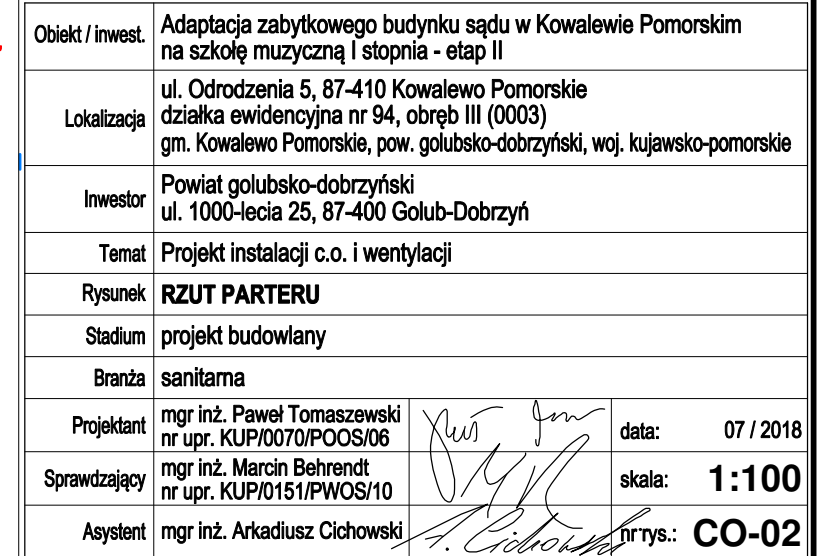 Obiekt / inwest. Adaptacja zabytkowego budynku sądu w Kowalewie Pomorskim
na szkołę muzyczną I stopnia - etap II
Lokalizacja ul. Odrodzenia 5, 87-410 Kowalewo Pomorskie
działka ewidencyjna nr 94, obręb III (0003)
gm. Kowalewo Pomorskie, pow. golubsko-dobrzyński, woj. kujawsko-pomorskie
Inwestor Powiat golubsko-dobrzyński
ul. 1000-lecia 25, 87-400 Golub-Dobrzyń
Temat Projekt instalacji c.o. i wentylacji
Rysunek RZUT PARTERU
Stadium projekt budowlany
Branża sanitarna
Projektant mgr inż. Paweł Tomaszewski
nr upr. KUP/0070/POOS/06
data: 07 / 2018
Sprawdzający mgr inż. Marcin Behrendt
nr upr. KUP/0151/PWOS/10
skala: 1:100
Asystent mgr inż. Arkadiusz Cichowski
A. Cichowski
nr rys.: CO-02